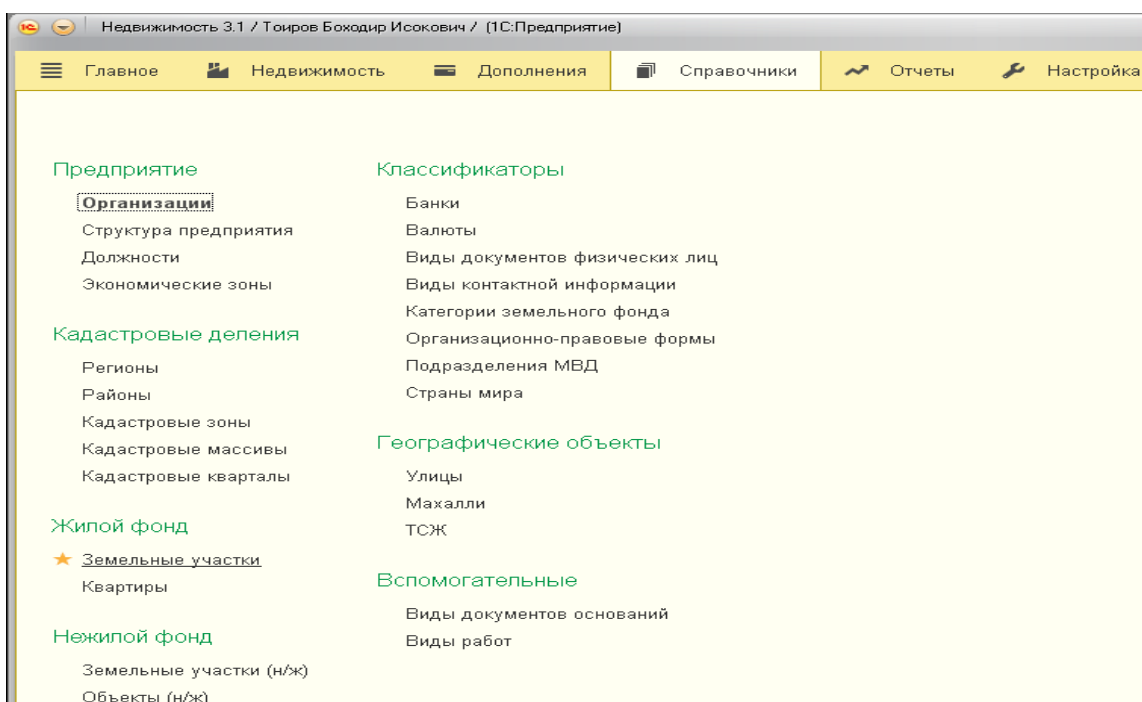 1С Недвижимость 3.1 / Тоиров Боходир Исокович / (1С:Предприятие)
Главное Недвижимость Дополнения Справочники Отчеты Настройка
Предприятие
Организации
Структура предприятия
Должности
Экономические зоны
Кадастровые деления
Регионы
Районы
Кадастровые зоны
Кадастровые массивы
Кадастровые кварталы
Жилой фонд
Земельные участки
Квартиры
Нежилой фонд
Земельные участки (н/ж)
Объекты (н/ж)
Классификаторы
Банки
Валюты
Виды документов физических лиц
Виды контактной информации
Категории земельного фонда
Организационно-правовые формы
Подразделения МВД
Страны мира
Географические объекты
Улицы
Махалли
ТСЖ
Вспомогательные
Виды документов оснований
Виды работ